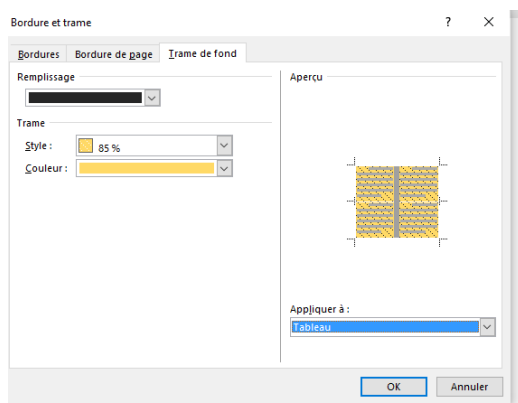 Bordure et trame ? ✕
Bordures Bordure de page Trame de fond
Remplissage
Aperçu
Trame
Style : 85 %
Couleur :
Appliquer à :
Tableau
OK Annuler